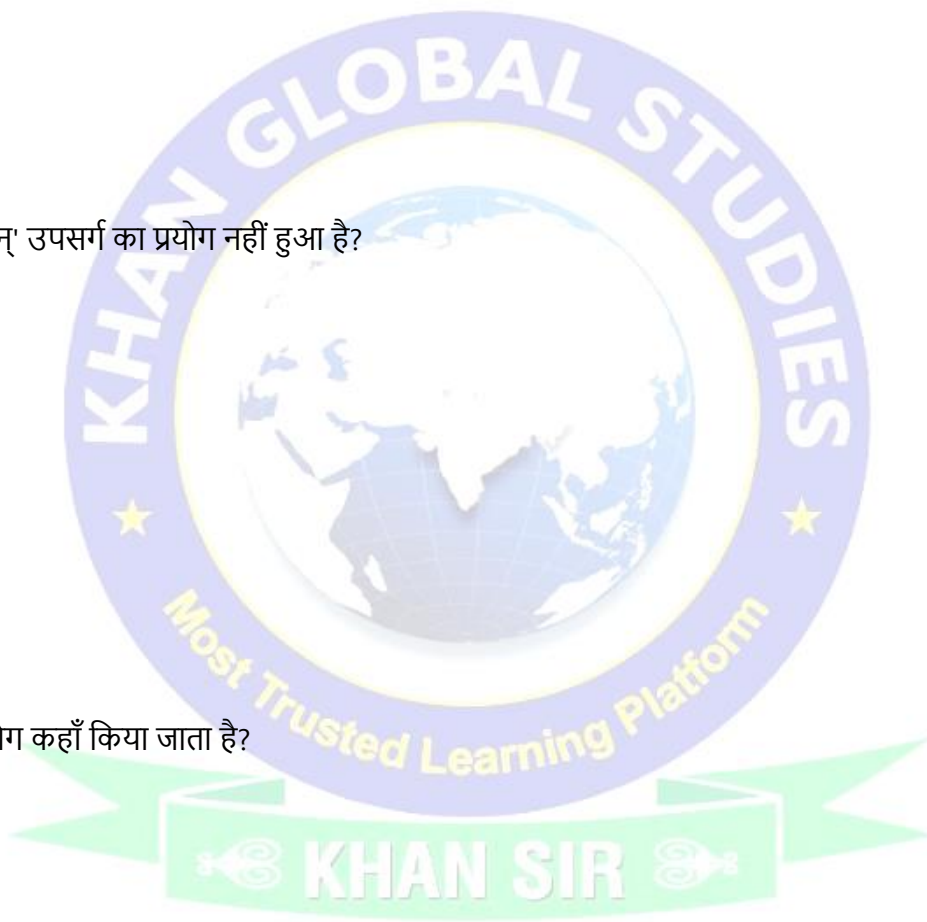 KHAN GLOBAL STUDIES
न्' उपसर्ग का प्रयोग नहीं हुआ है?
Most Trusted Learning Platform
कहाँ किया जाता है?
KHAN SIR